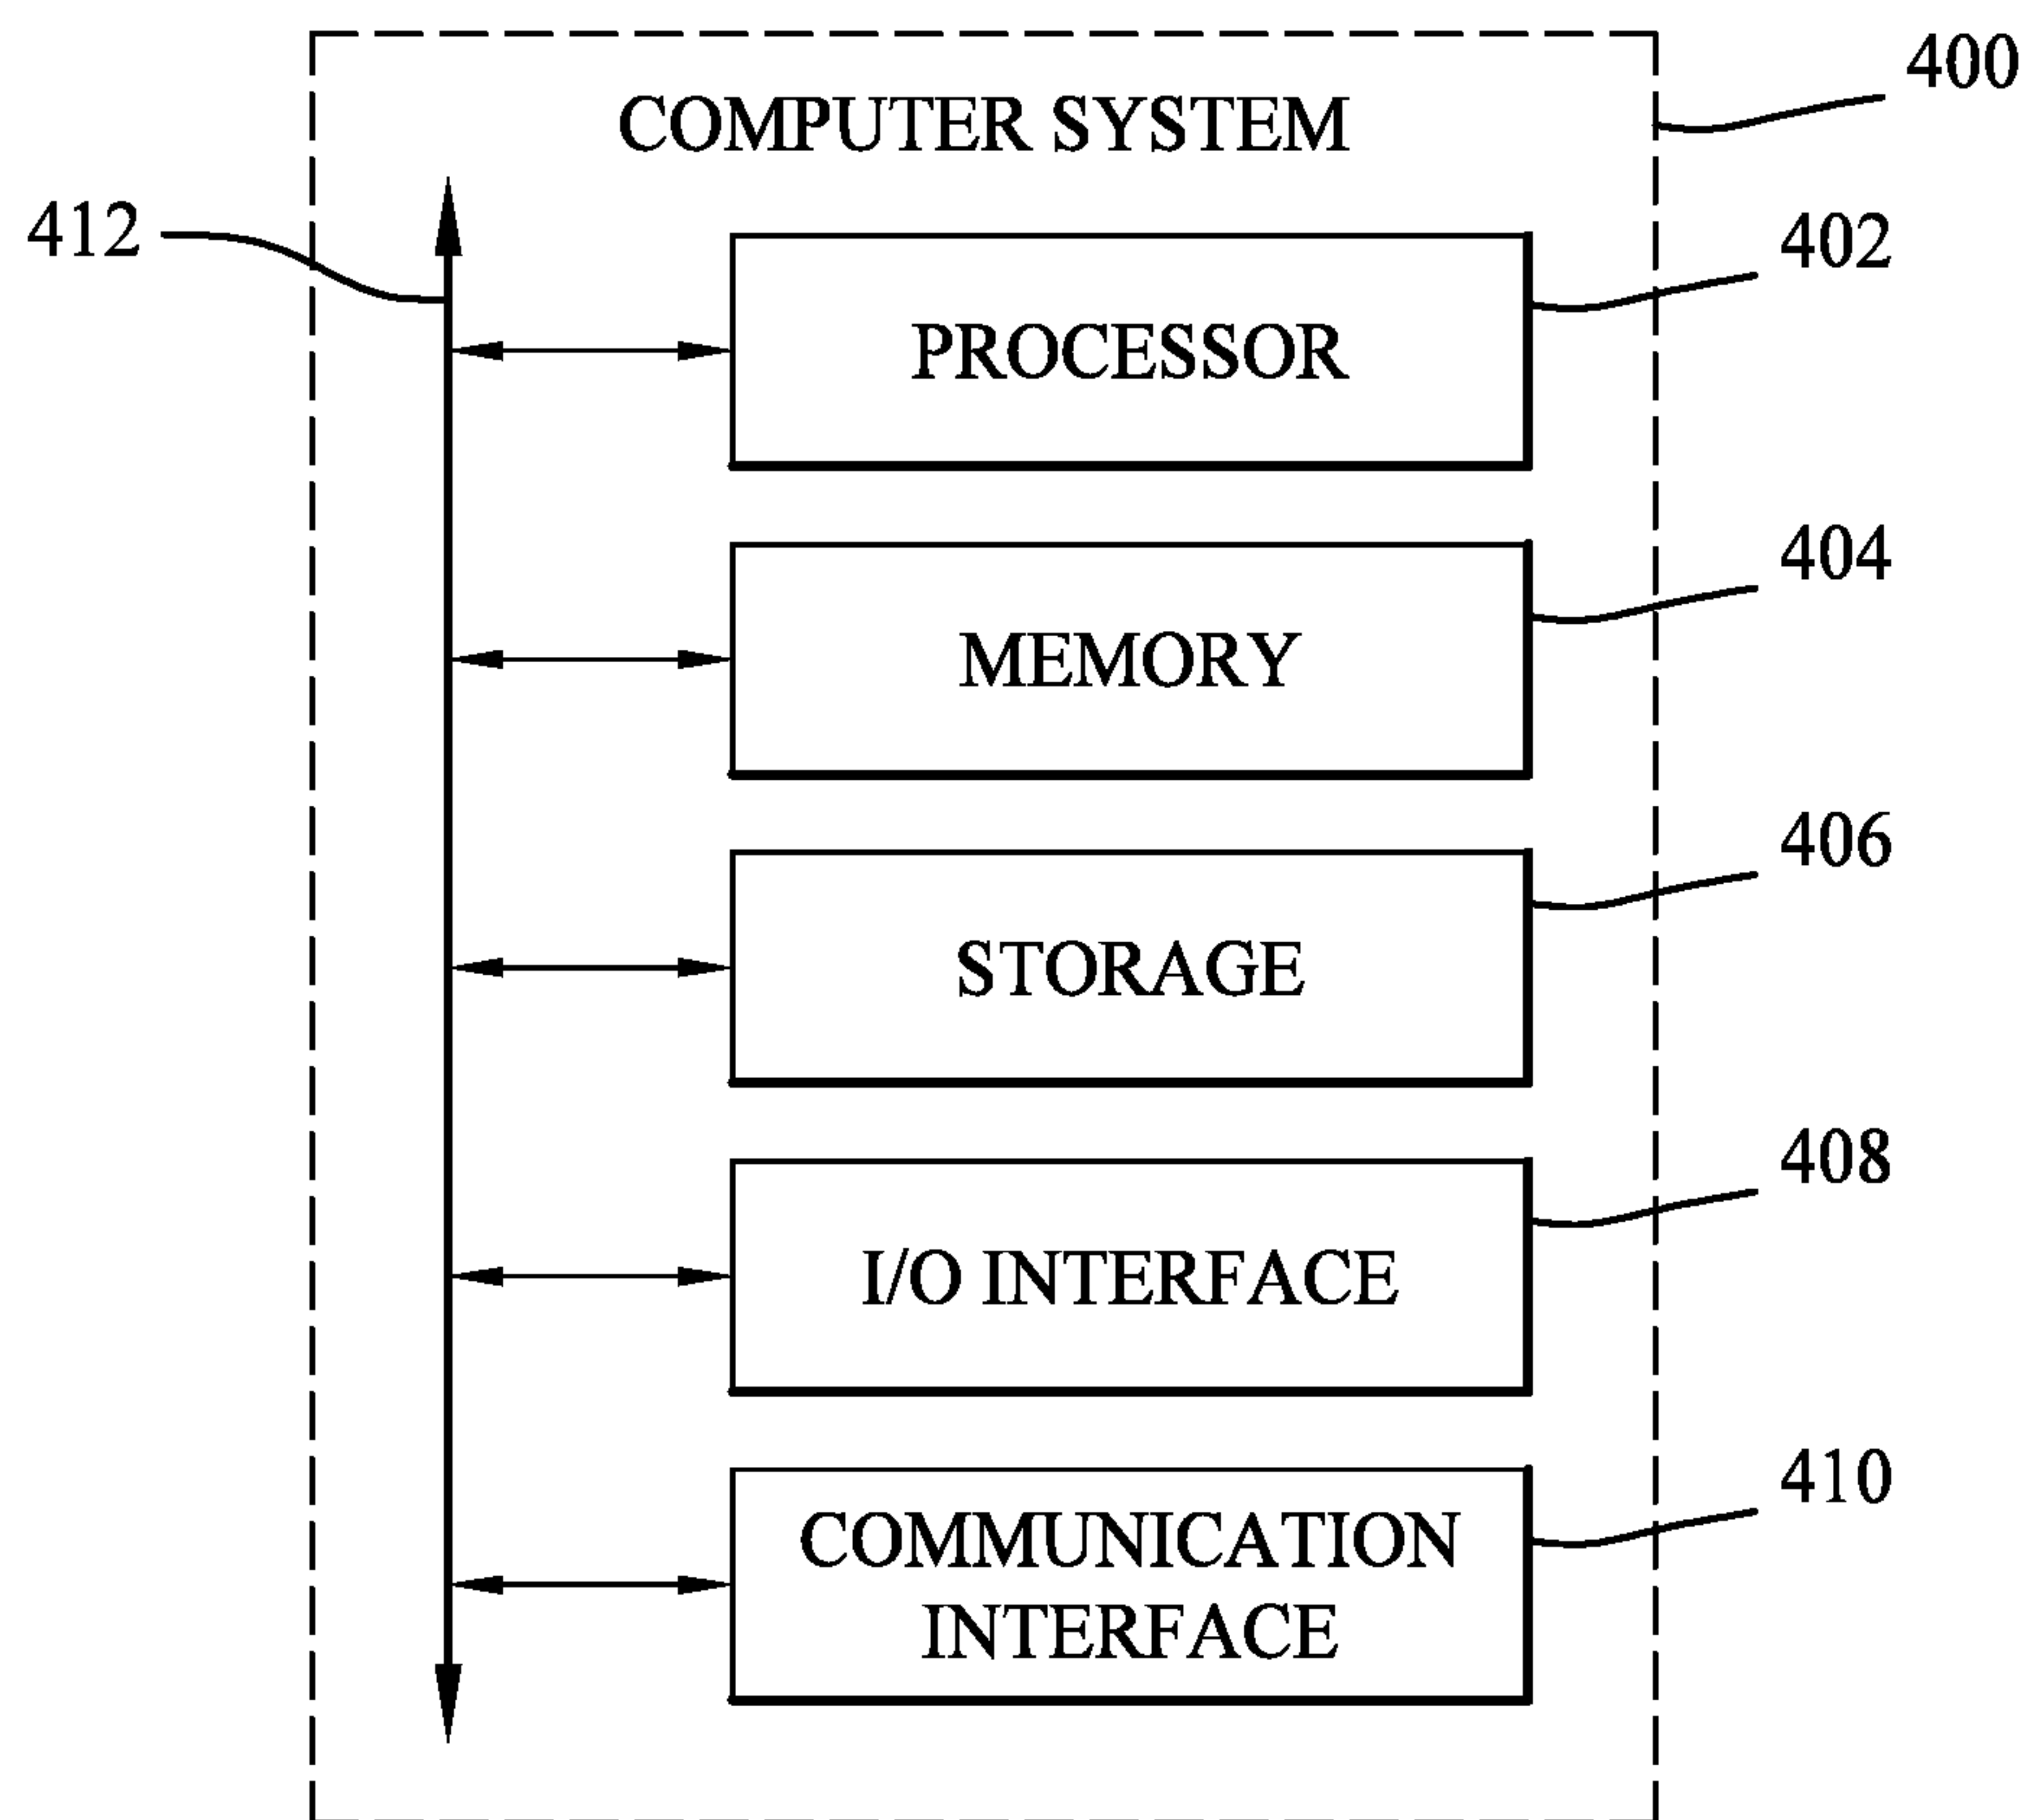 400
COMPUTER SYSTEM
412
402
PROCESSOR
404
MEMORY
406
STORAGE
408
I/O INTERFACE
410
COMMUNICATION
INTERFACE